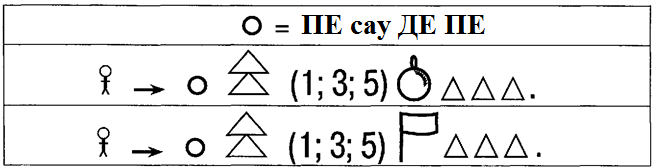 = ПЕ сау ДЕ ПЕ
(1; 3; 5)
(1; 3; 5)